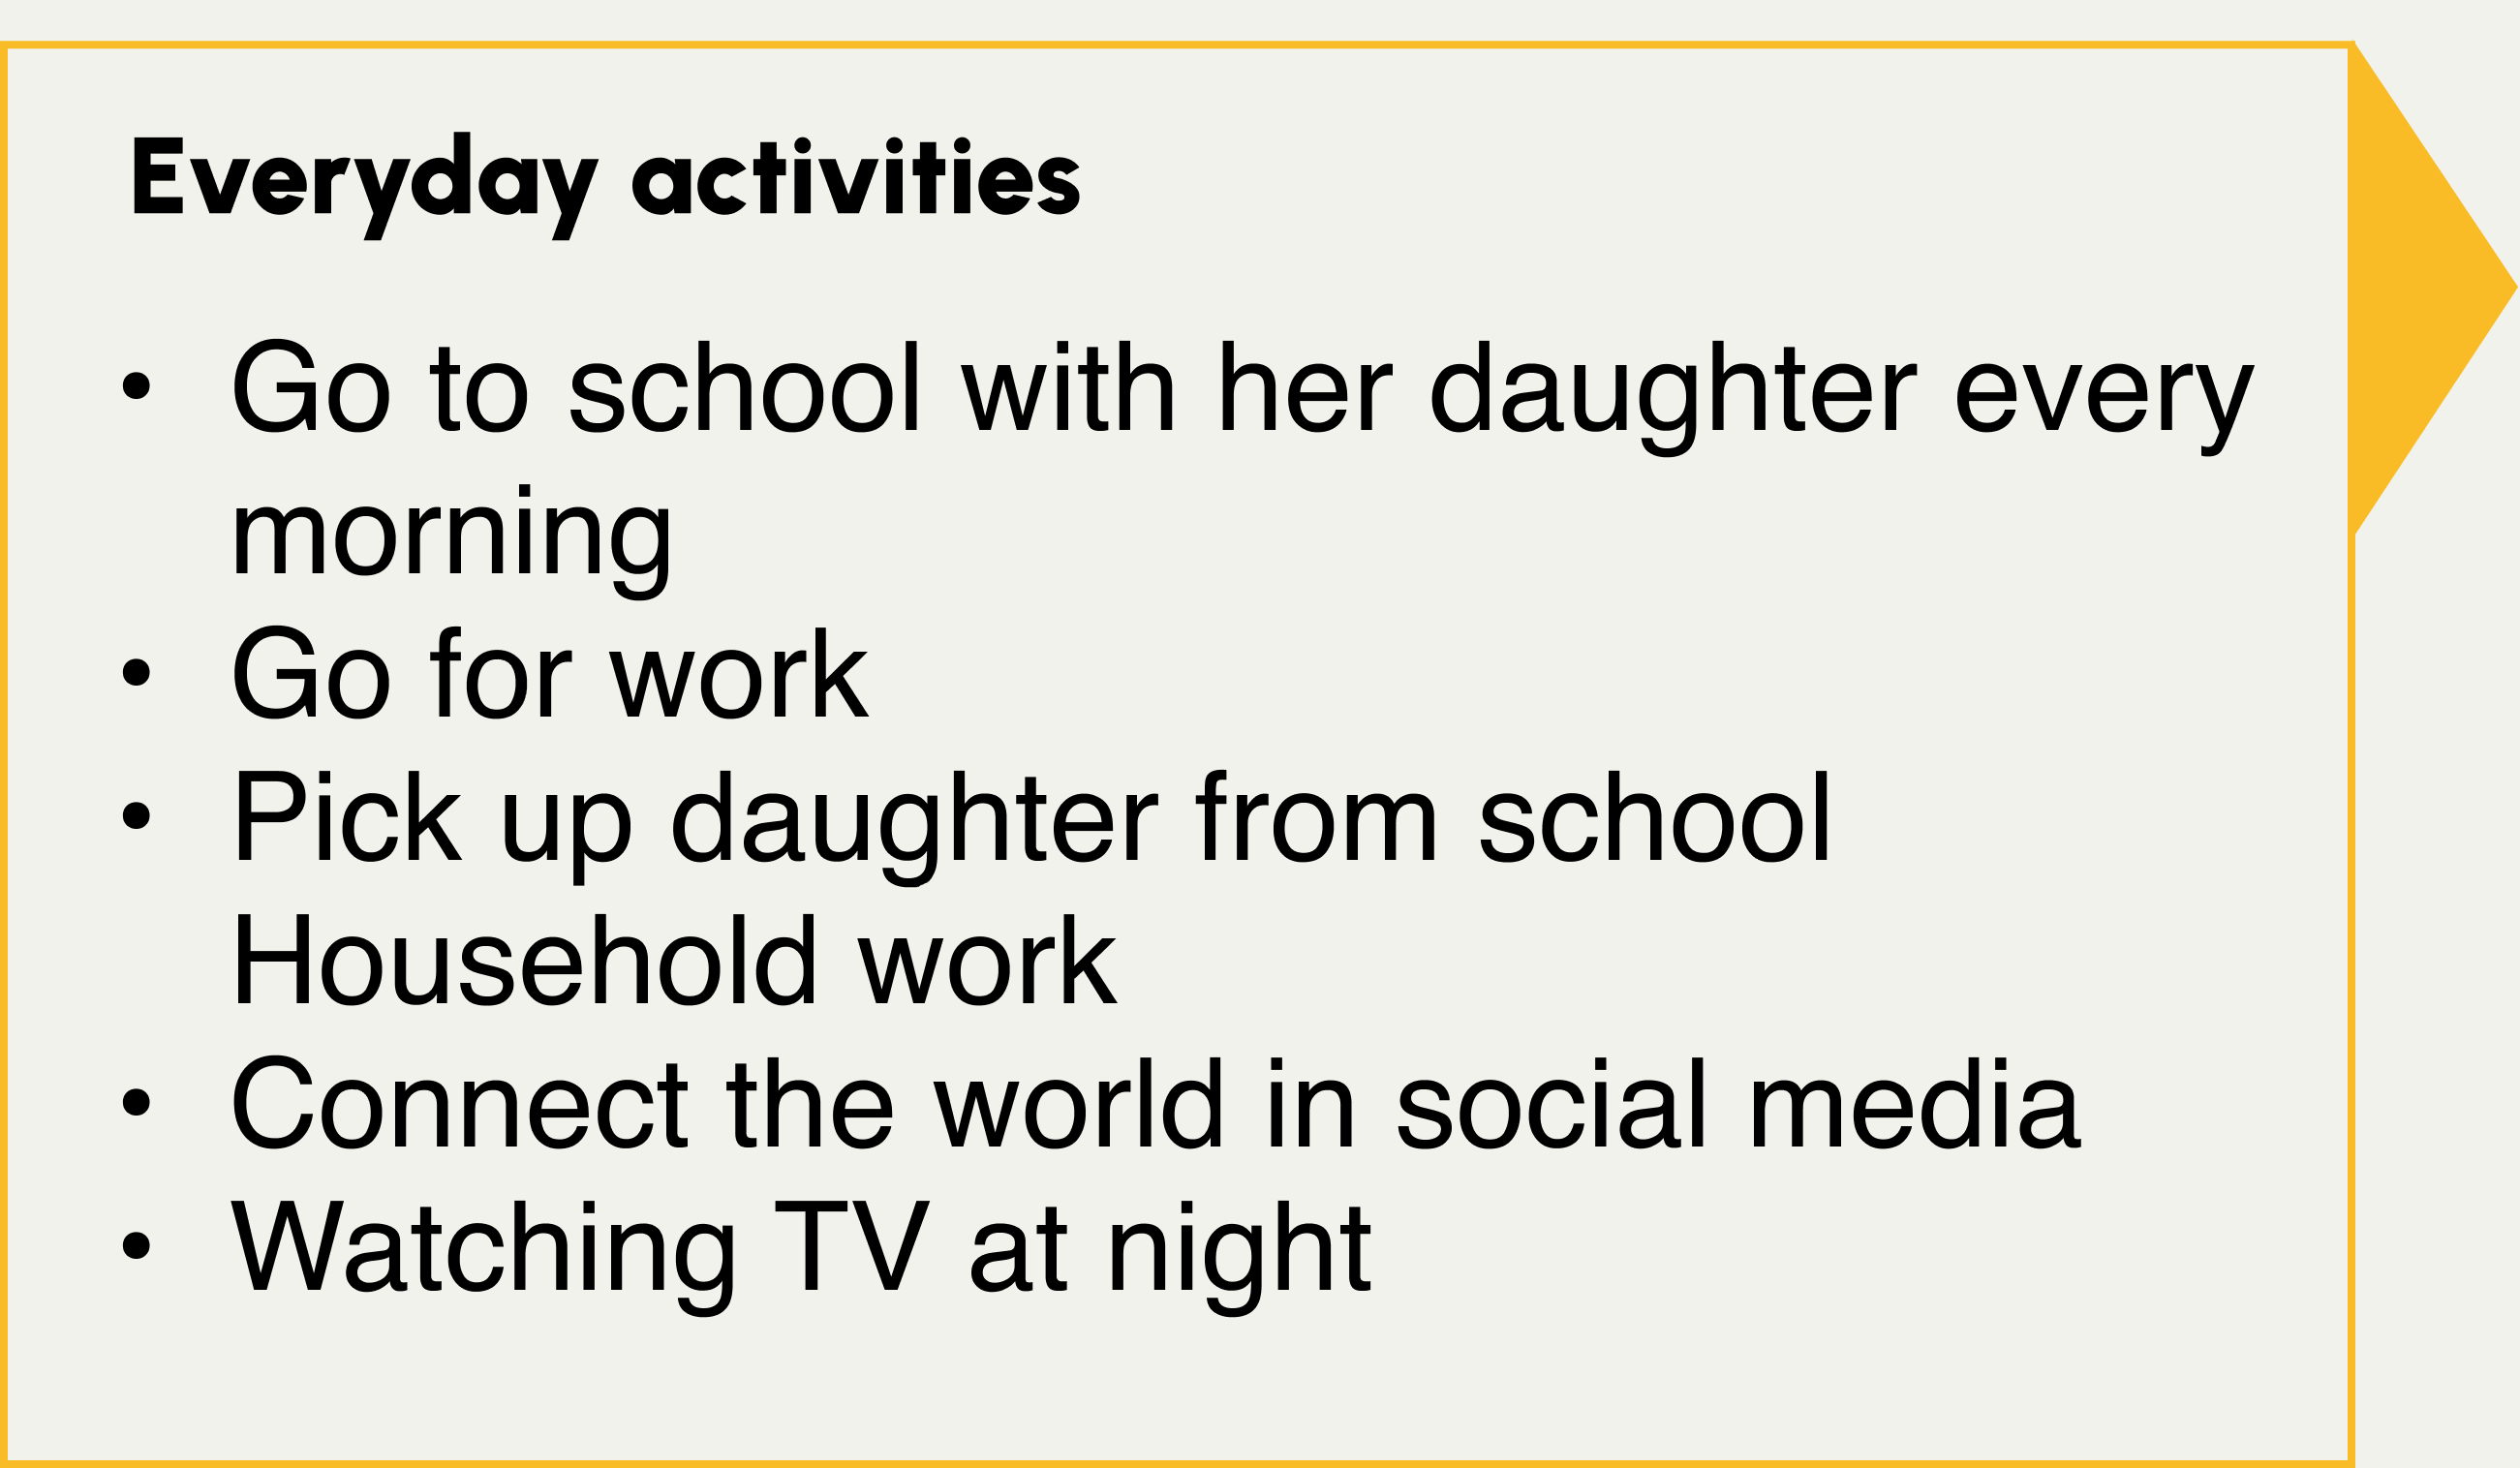 Everyday activities
• Go to school with her daughter every
morning
• Go for work
• Pick up daughter from school
Household work
• Connect the world in social media
• Watching TV at night